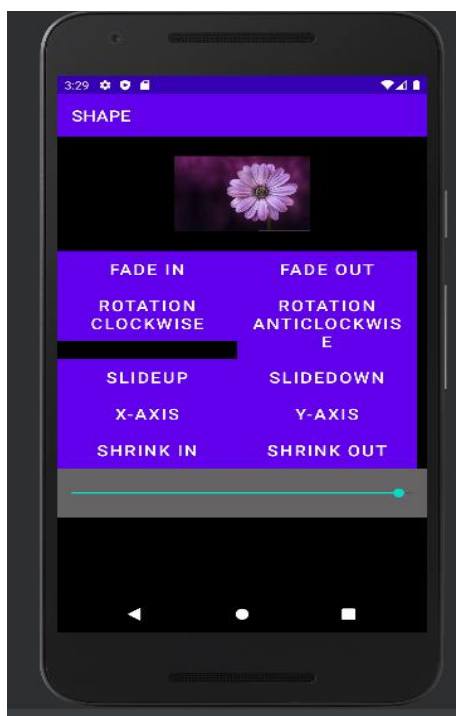 3:29
SHAPE
FADE IN FADE OUT
ROTATION CLOCKWISE
ROTATION ANTICLOCKWIS
E
SLIDEUP SLIDEDOWN
X-AXIS Y-AXIS
SHRINK IN SHRINK OUT